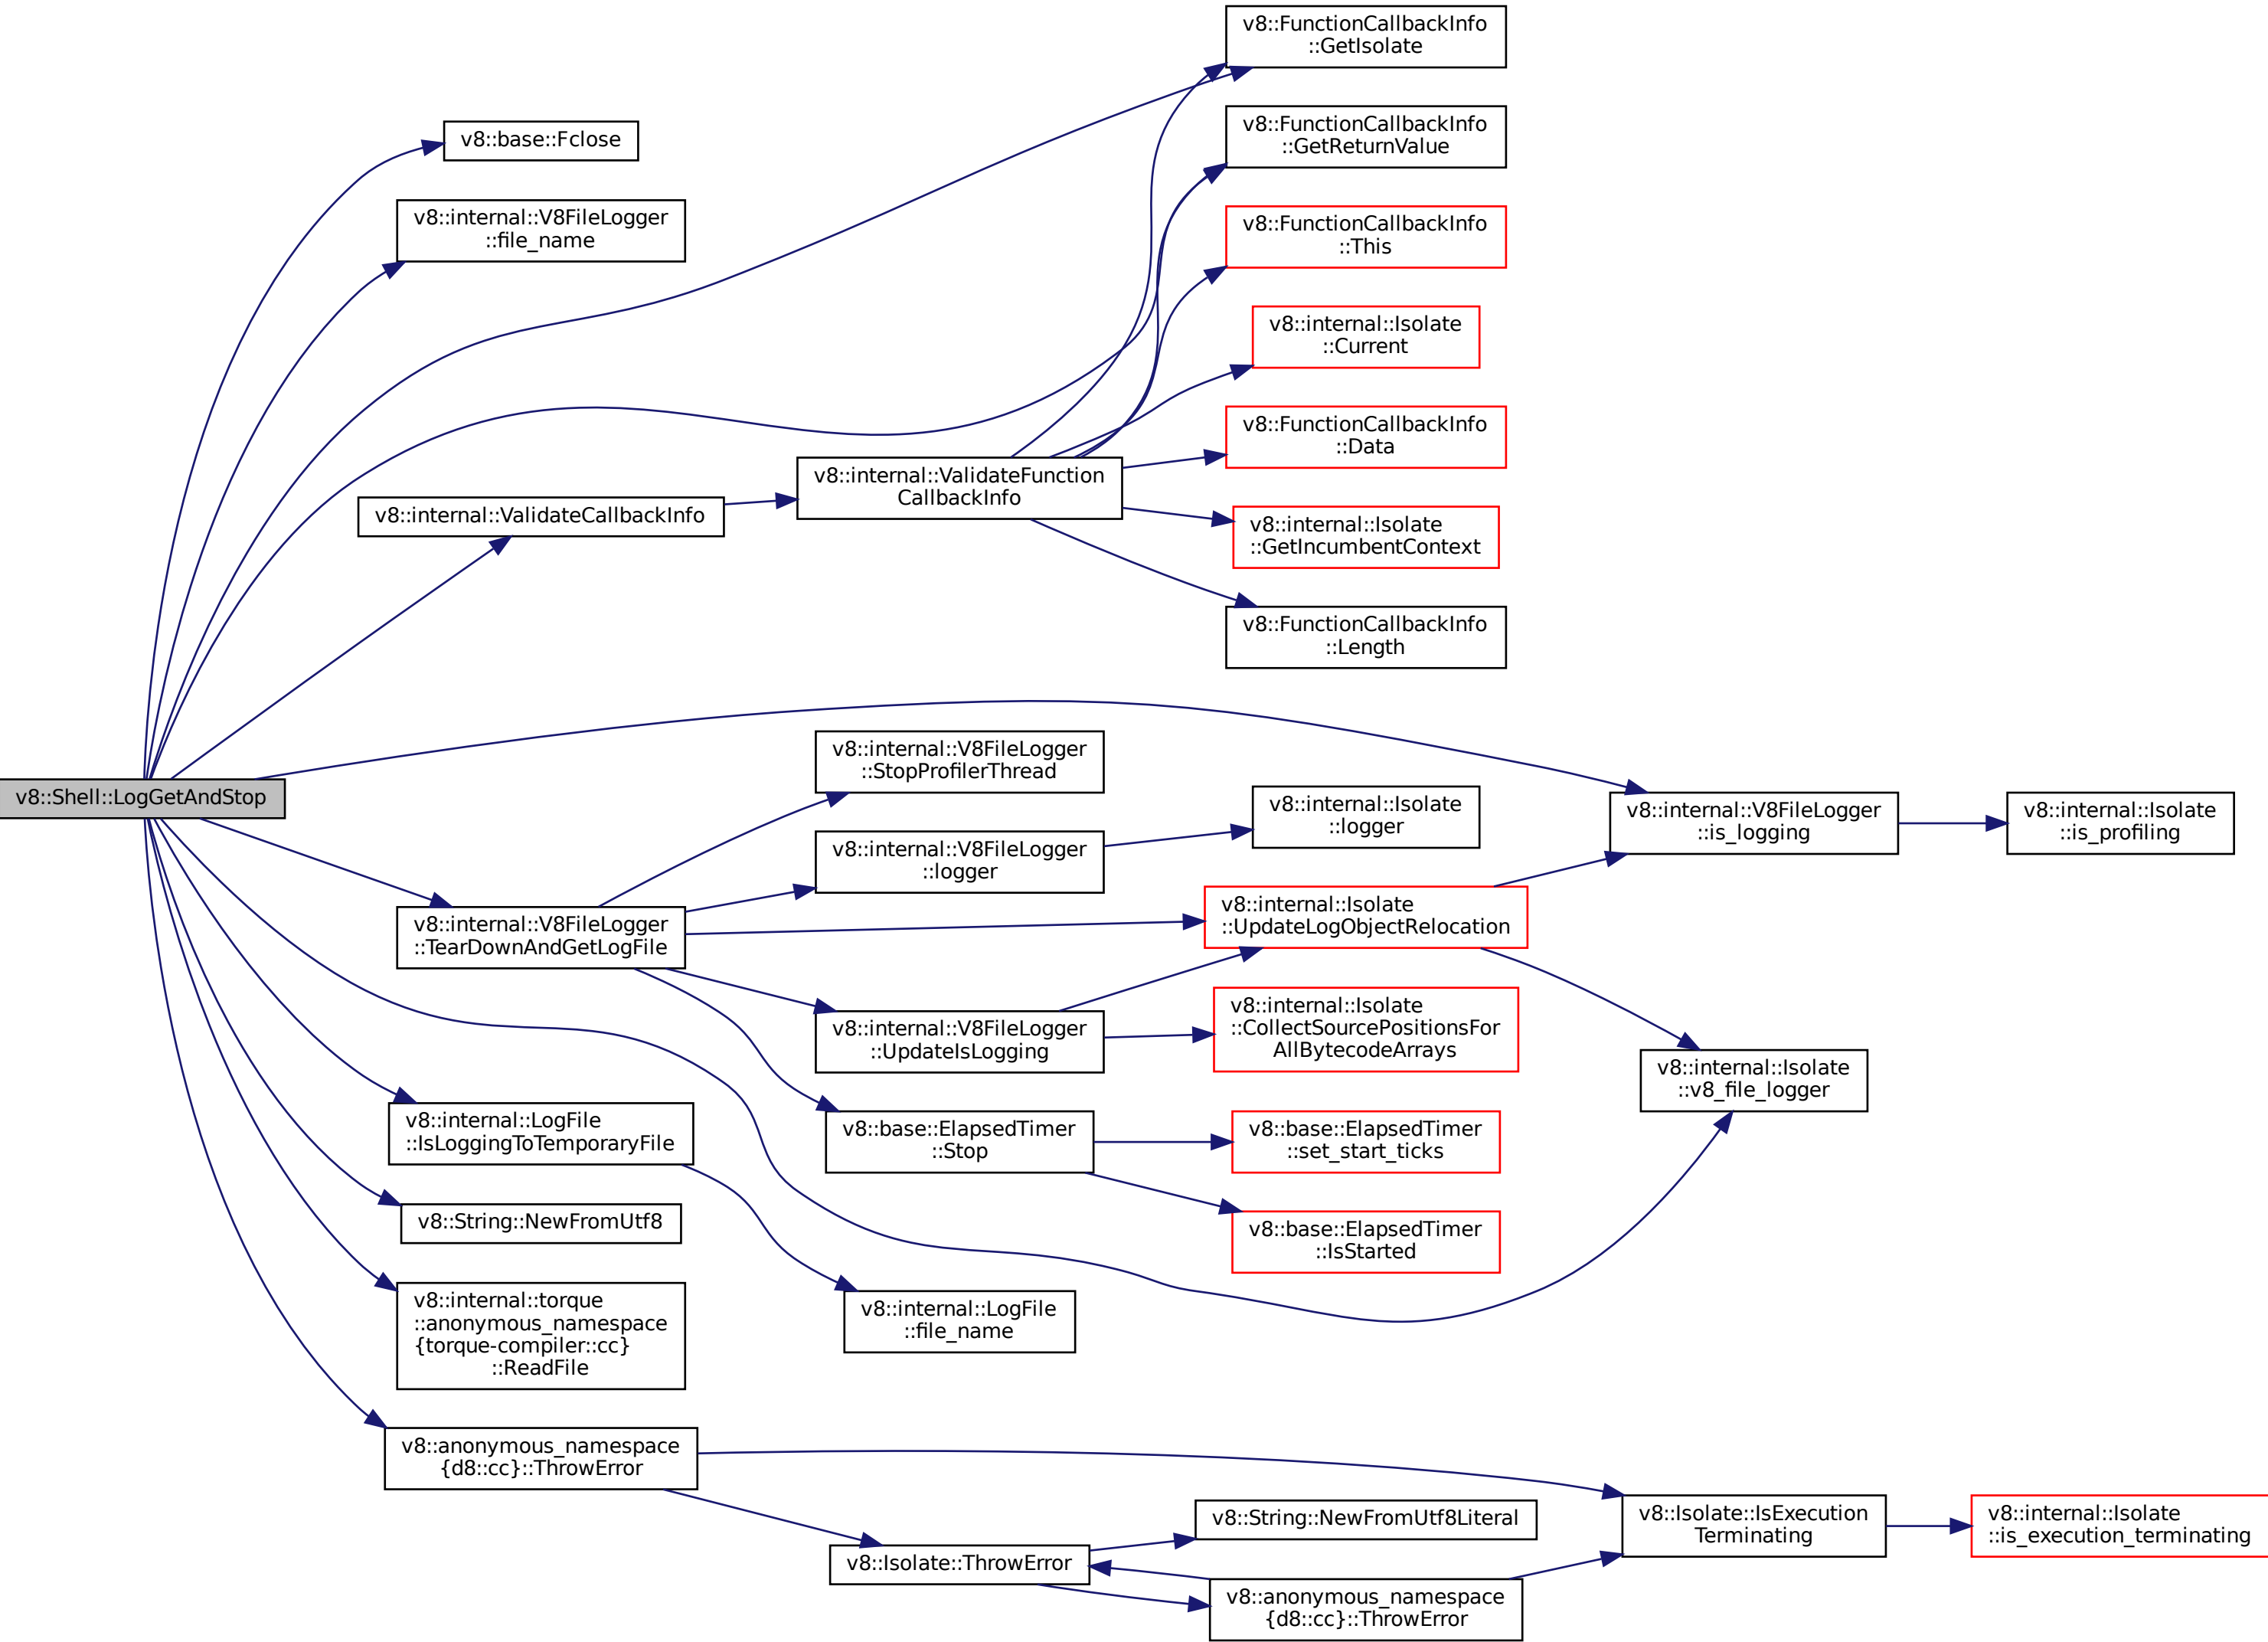 v8::Shell::LogGetAndStop
v8::base::Fclose
v8::internal::V8FileLogger
::file_name
v8::internal::ValidateCallbackInfo
v8::internal::V8FileLogger
::TearDownAndGetLogFile
v8::internal::LogFile
::IsLoggingToTemporaryFile
v8::String::NewFromUtf8
v8::internal::torque
::anonymous_namespace
{torque-compiler::cc}
::ReadFile
v8::anonymous_namespace
{d8::cc}::ThrowError
v8::internal::ValidateFunction
CallbackInfo
v8::internal::V8FileLogger
::StopProfilerThread
v8::internal::V8FileLogger
::logger
v8::internal::V8FileLogger
::UpdateIsLogging
v8::base::ElapsedTimer
::Stop
v8::internal::LogFile
::file_name
v8::Isolate::ThrowError
v8::FunctionCallbackInfo
::GetIsolate
v8::FunctionCallbackInfo
::GetReturnValue
v8::FunctionCallbackInfo
::This
v8::internal::Isolate
::Current
v8::FunctionCallbackInfo
::Data
v8::internal::Isolate
::GetIncumbentContext
v8::FunctionCallbackInfo
::Length
v8::internal::Isolate
::logger
v8::internal::Isolate
::UpdateLogObjectRelocation
v8::internal::Isolate
::CollectSourcePositionsFor
AllBytecodeArrays
v8::base::ElapsedTimer
::set_start_ticks
v8::base::ElapsedTimer
::IsStarted
v8::String::NewFromUtf8Literal
v8::anonymous_namespace
{d8::cc}::ThrowError
v8::internal::V8FileLogger
::is_logging
v8::internal::Isolate
::v8_file_logger
v8::Isolate::IsExecution
Terminating
v8::internal::Isolate
::is_profiling
v8::internal::Isolate
::is_execution_terminating